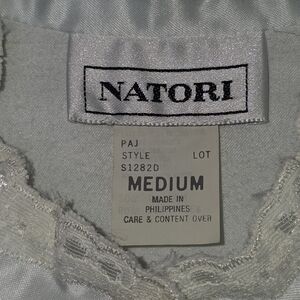 NATORI
PAJ
STYLE LOT
S1282D
MEDIUM
MADE IN
PHILIPPINES
CARE & CONTENT OVER